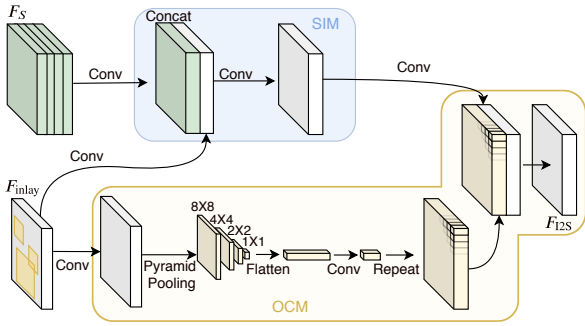 F_S
Concat
SIM
Conv
Conv
Conv
Conv
F_inlay
8X8
4X4
2X2
1X1
F_I2S
Conv
Pyramid
Pooling
Flatten
Conv
Repeat
OCM